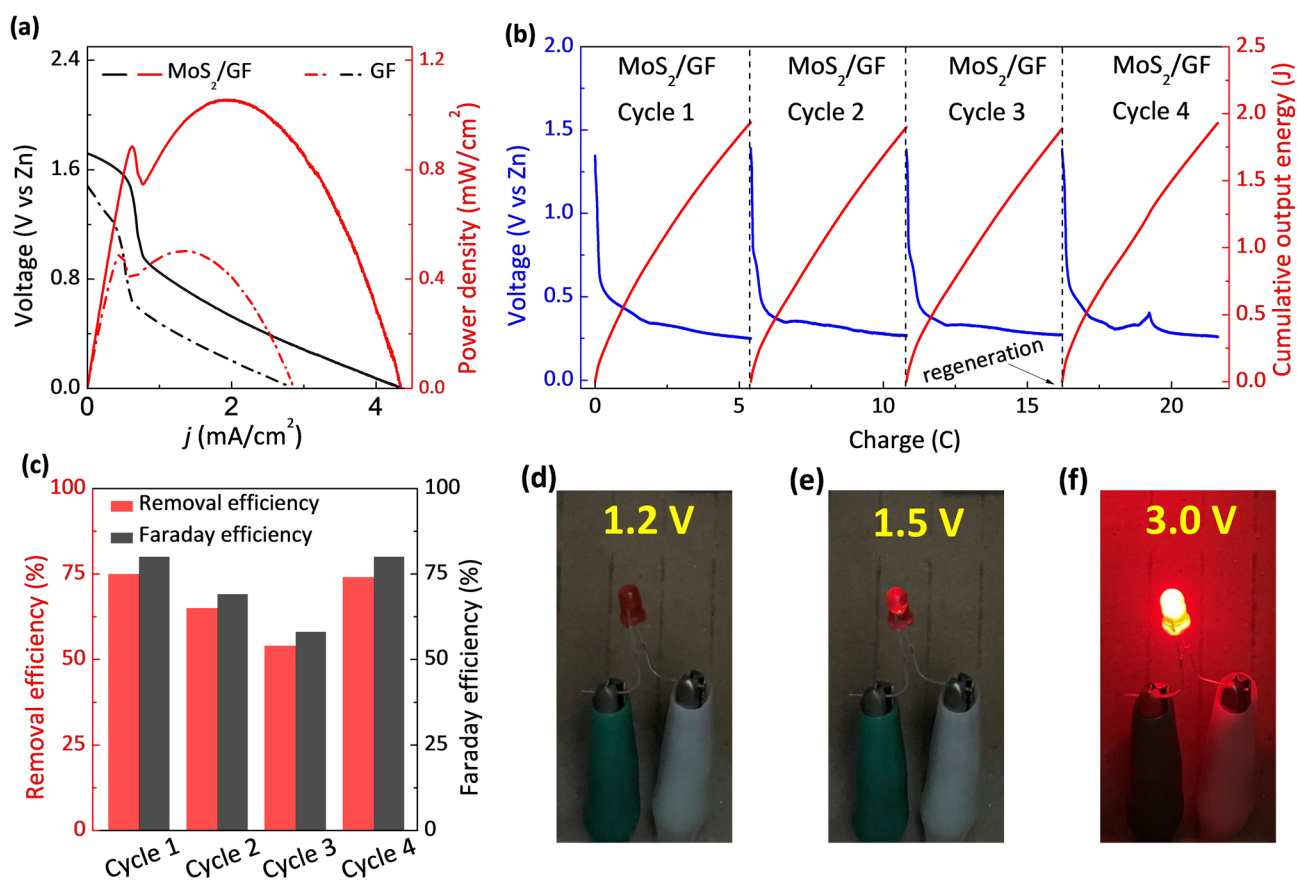 (a)
2.4
1.6
0.8
0.0
Voltage (V vs Zn)
MoS2/GF
GF
1.2
0.8
0.4
0.0
Power density (mW/cm2)
0
2
4
j (mA/cm2)
(b)
2.0
1.5
1.0
0.5
0.0
Voltage (V vs Zn)
MoS2/GF
Cycle 1
MoS2/GF
Cycle 2
MoS2/GF
Cycle 3
MoS2/GF
Cycle 4
regeneration
2.5
2.0
1.5
1.0
0.5
0.0
Cumulative output energy (J)
0
5
10
15
20
Charge (C)
(c)
100
75
50
25
0
Removal efficiency (%)
Removal efficiency
Faraday efficiency
100
75
50
25
0
Faraday efficiency (%)
Cycle 1
Cycle 2
Cycle 3
Cycle 4
(d)
1.2 V
(e)
1.5 V
(f)
3.0 V